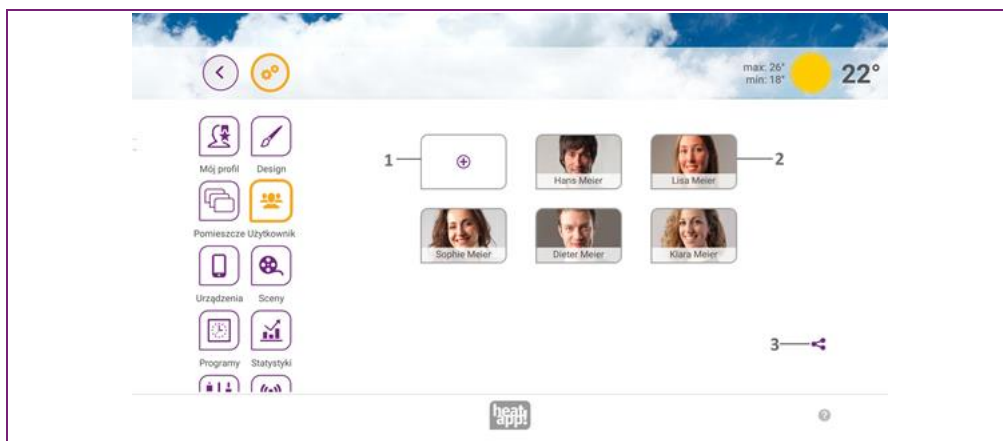 max: 26°
min: 18°
22°
Mój profil Design
1
2
Hans Meier Lisa Meier
Pomieszcze Użytkownik
Sophie Meier Dieter Meier Klara Meier
Urządzenia Sceny
3
Programy Statystyki
heat
app!
?